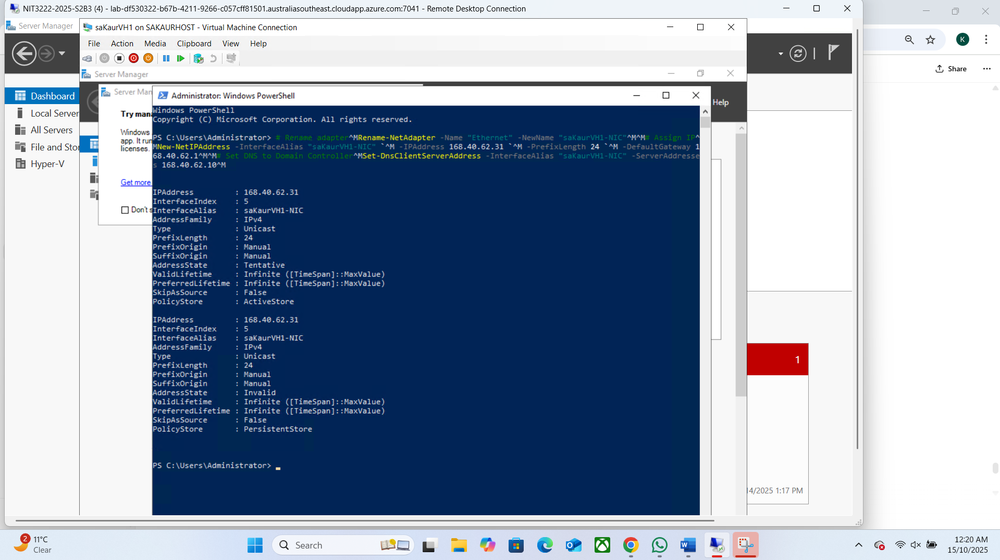 NIT3222-2025-S2B3 (4) - lab-df530322-b67b-4211-9266-c057cff81501.australiasoutheast.cloudapp.azure.com:7041 - Remote Desktop Connection
Server Manager
saKaurVH1 on SAKAURHOST - Virtual Machine Connection
File Action Media Clipboard View Help
Server Manager
Server Man
Administrator: Windows PowerShell
Help
K
Share
Dashboard
Local Server
All Servers
File and Stor
Hyper-V
Try mana
Windows
app. It run
licenses.
Get more
Don't s
Windows PowerShell
Copyright (C) Microsoft Corporation. All rights reserved.
PS C:\Users\Administrator> # Rename adapter^MRename-NetAdapter -Name "Ethernet" -NewName "saKaurVH1-NIC"^M^M# Assign IP^
MNew-NetIPAddress -InterfaceAlias "saKaurVH1-NIC" `^M -IPAddress 168.40.62.31 `^M -PrefixLength 24 `^M -DefaultGateway 1
68.40.62.1^M^M# Set DNS to Domain Controller^MSet-DnsClientServerAddress -InterfaceAlias "saKaurVH1-NIC" -ServerAddresse
s 168.40.62.10^M
IPAddress : 168.40.62.31
InterfaceIndex : 5
InterfaceAlias : saKaurVH1-NIC
AddressFamily : IPv4
Type : Unicast
PrefixLength : 24
PrefixOrigin : Manual
SuffixOrigin : Manual
AddressState : Tentative
ValidLifetime : Infinite ([TimeSpan]::MaxValue)
PreferredLifetime : Infinite ([TimeSpan]::MaxValue)
SkipAsSource : False
PolicyStore : ActiveStore
IPAddress : 168.40.62.31
InterfaceIndex : 5
InterfaceAlias : saKaurVH1-NIC
AddressFamily : IPv4
Type : Unicast
PrefixLength : 24
PrefixOrigin : Manual
SuffixOrigin : Manual
AddressState : Invalid
ValidLifetime : Infinite ([TimeSpan]::MaxValue)
PreferredLifetime : Infinite ([TimeSpan]::MaxValue)
SkipAsSource : False
PolicyStore : PersistentStore
PS C:\Users\Administrator>
1
14/2025 1:17 PM
2
11°C
Clear
Search
12:20 AM
15/10/2025